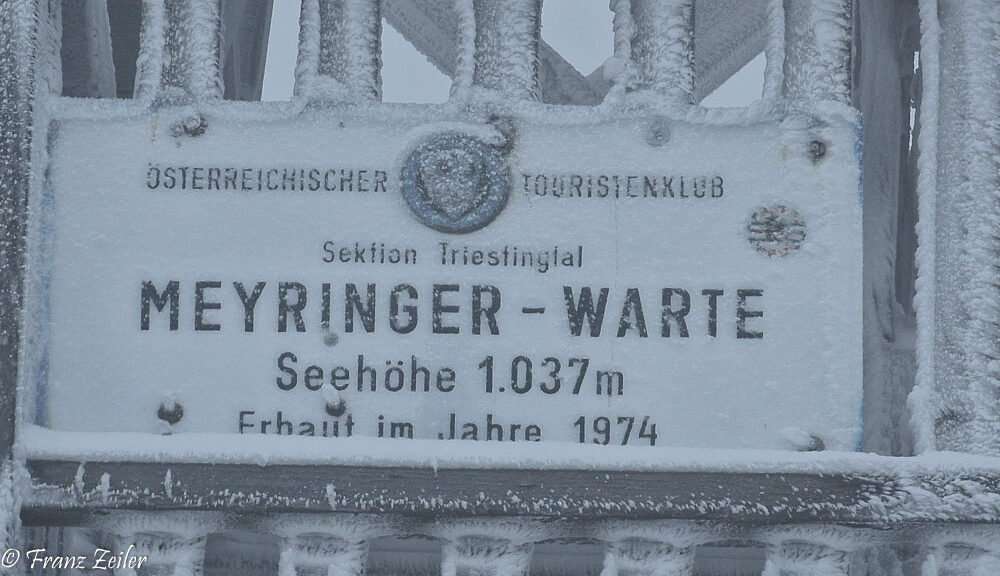 ÖSTERREICHISCHER TOURISTENKLUB
Sektion Triestingtal
MEYRINGER - WARTE
Seehöhe 1.037m
Erbaut im Jahre 1974
© Franz Zeiler